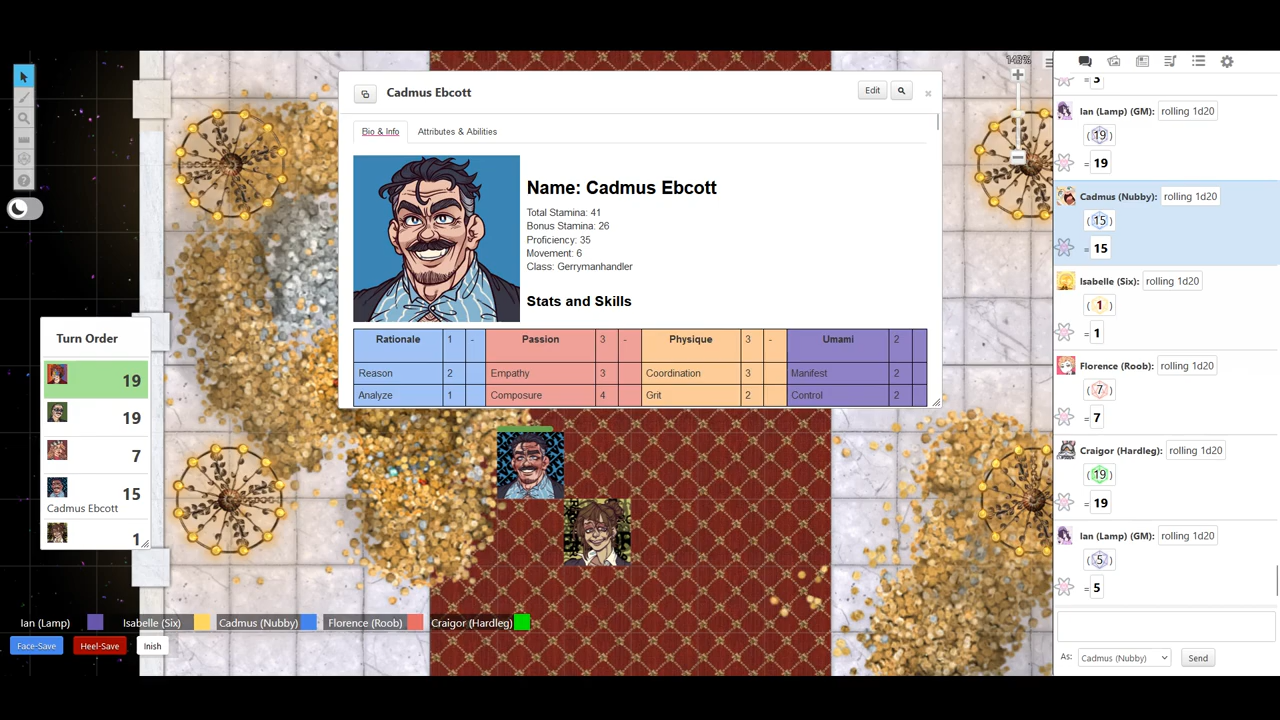 148%
Cadmus Ebcott
Edit
Bio & Info
Attributes & Abilities
Name: Cadmus Ebcott
Total Stamina: 41
Bonus Stamina: 26
Proficiency: 35
Movement: 6
Class: Gerrymanhandler
Stats and Skills
Rationale 1 - Passion 3 - Physique 3 - Umami 2
Reason 2 Empathy 3 Coordination 3 Manifest 2
Analyze 1 Composure 4 Grit 2 Control 2
Turn Order
19
19
7
15
Cadmus Ebcott
1
Ian (Lamp)
Isabelle (Six)
Cadmus (Nubby)
Florence (Roob)
Craigor (Hardleg)
Face-Save
Heel-Save
Inish
= 3
Ian (Lamp) (GM): rolling 1d20
(19)
= 19
Cadmus (Nubby): rolling 1d20
(15)
= 15
Isabelle (Six): rolling 1d20
(1)
= 1
Florence (Roob): rolling 1d20
(7)
= 7
Craigor (Hardleg): rolling 1d20
(19)
= 19
Ian (Lamp) (GM): rolling 1d20
(5)
= 5
As: Cadmus (Nubby)
Send